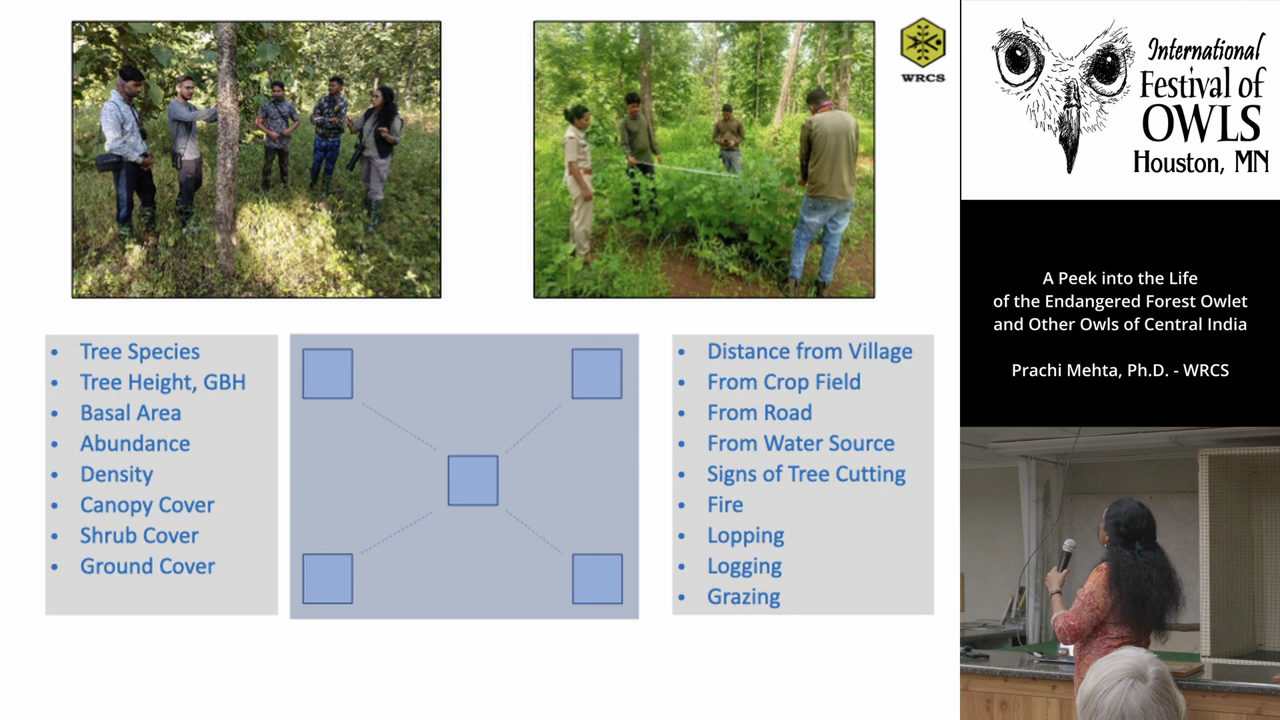 WRCS
• Tree Species
• Tree Height, GBH
• Basal Area
• Abundance
• Density
• Canopy Cover
• Shrub Cover
• Ground Cover
• Distance from Village
• From Crop Field
• From Road
• From Water Source
• Signs of Tree Cutting
• Fire
• Lopping
• Logging
• Grazing
International
Festival of
OWLS
Houston, MN
A Peek into the Life
of the Endangered Forest Owlet
and Other Owls of Central India
Prachi Mehta, Ph.D. - WRCS